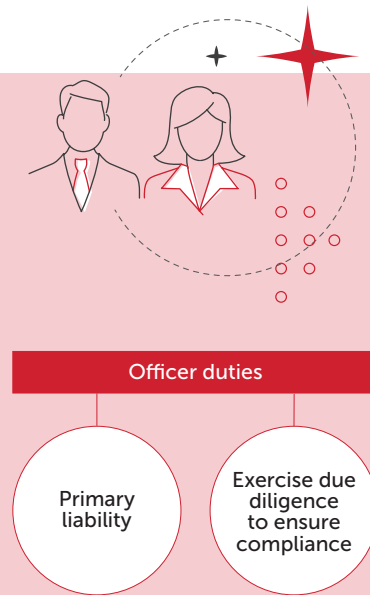 Officer duties
Primary
liability
Exercise due
diligence
to ensure
compliance